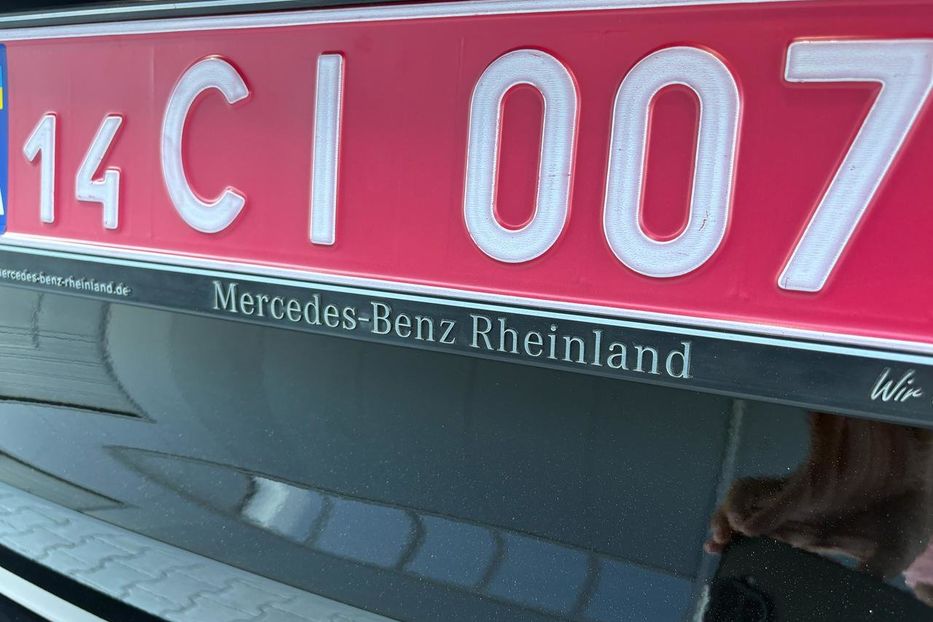 14 CI 007
mercedes-benz-rheinland.de
Mercedes-Benz Rheinland
Wir